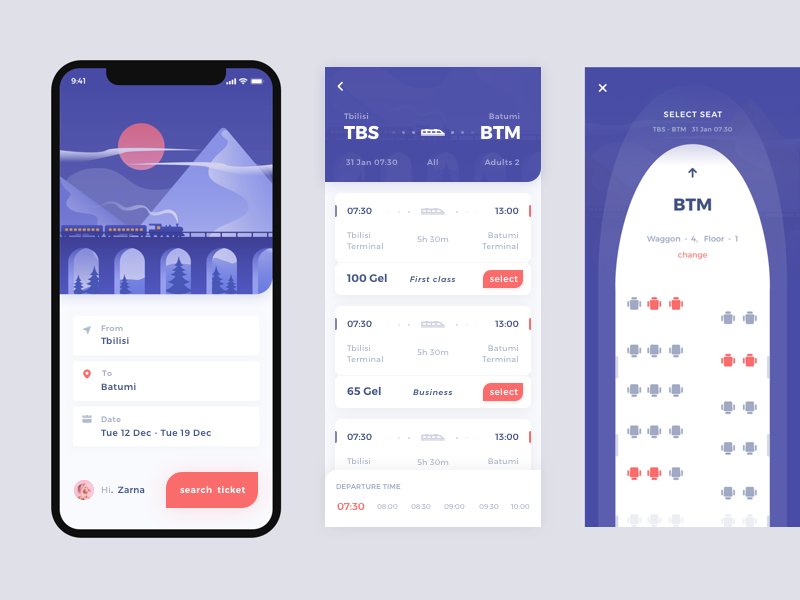 9:41
From
Tbilisi
To
Batumi
Date
Tue 12 Dec - Tue 19 Dec
Hi, Zarna
search ticket
Tbilisi Batumi
TBS BTM
31 Jan 07:30 All Adults 2
07:30 13:00
Tbilisi Terminal 5h 30m Batumi Terminal
100 Gel First class select
07:30 13:00
Tbilisi Terminal 5h 30m Batumi Terminal
65 Gel Business select
07:30 13:00
Tbilisi 5h 30m Batumi
DEPARTURE TIME
07:30 08:00 08:30 09:00 09:30 10:00
SELECT SEAT
TBS - BTM 31 Jan 07:30
BTM
Waggon - 4, Floor - 1
change